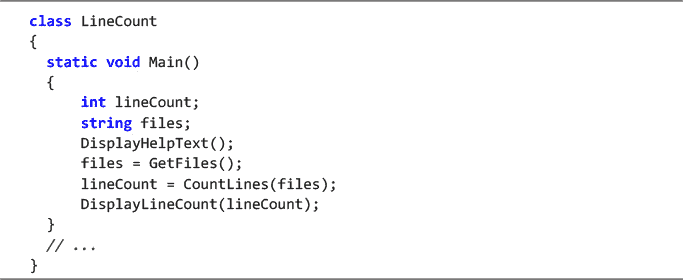 class LineCount
{
  static void Main()
  {
      int lineCount;
      string files;
      DisplayHelpText();
      files = GetFiles();
      lineCount = CountLines(files);
      DisplayLineCount(lineCount);
  }
  // ...
}